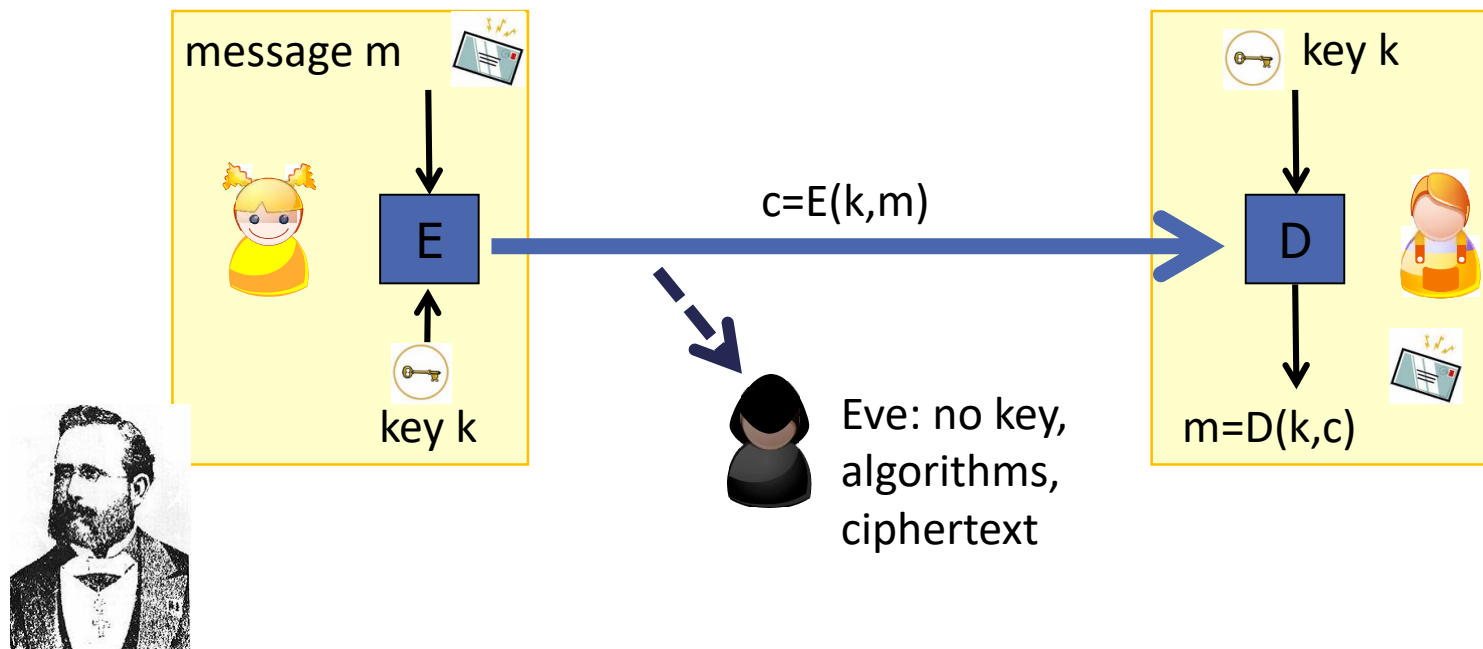 message m
E
key k
c=E(k,m)
Eve: no key,
algorithms,
ciphertext
key k
D
m=D(k,c)